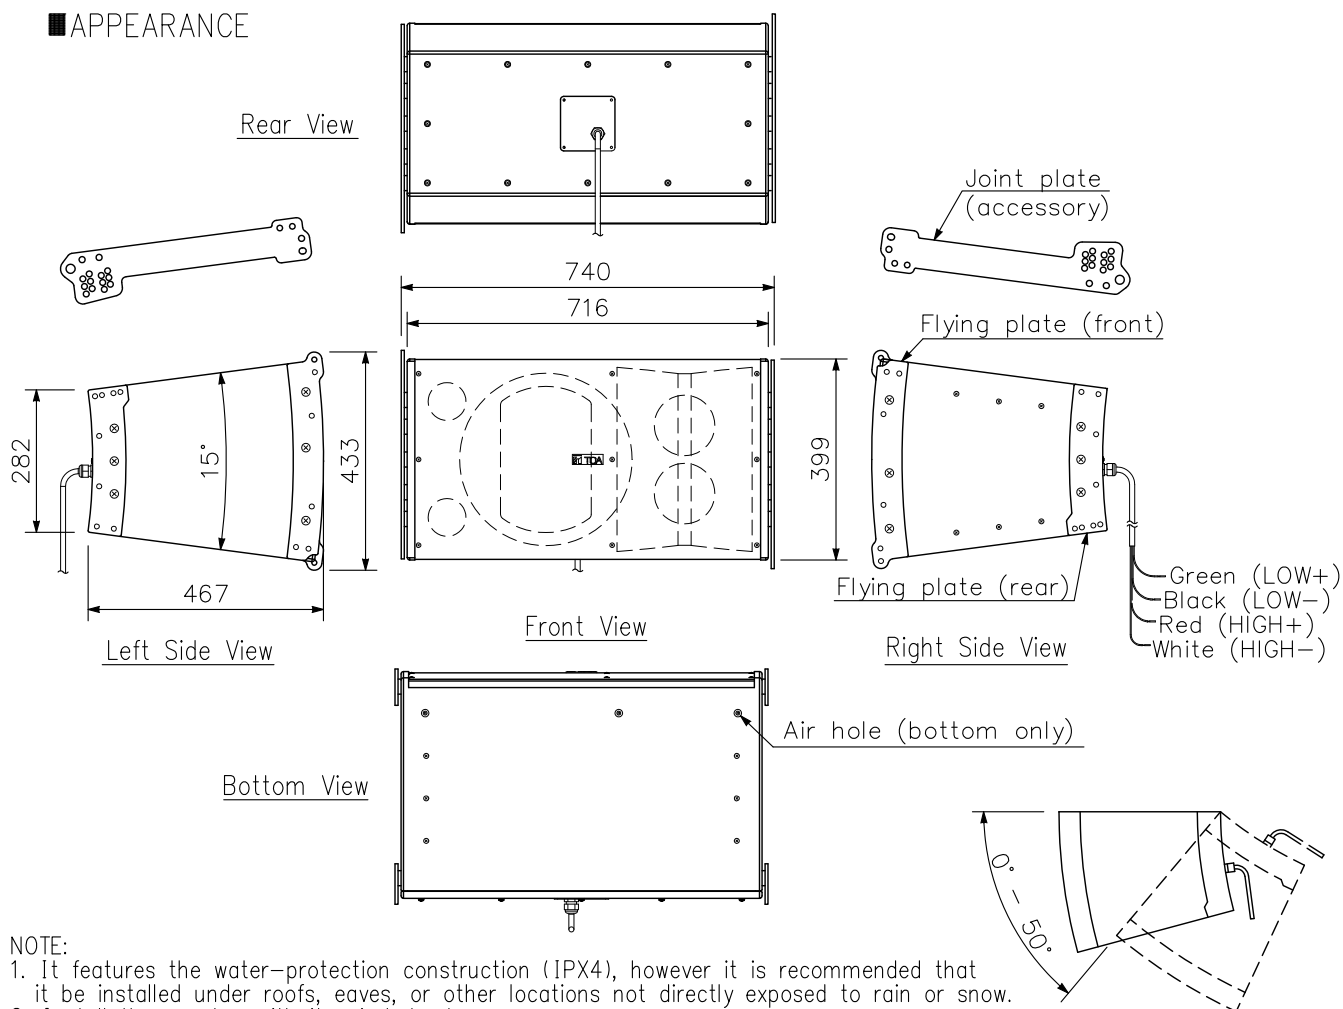 ■APPEARANCE
Rear View
Joint plate
(accessory)
740
716
Flying plate (front)
282
15°
433
467
Left Side View
TOA
Front View
399
Flying plate (rear)
Right Side View
Green (LOW+)
Black (LOW−)
Red (HIGH+)
White (HIGH−)
Air hole (bottom only)
Bottom View
0° − 50°
NOTE:
1. It features the water−protection construction (IPX4), however it is recommended that
it be installed under roofs, eaves, or other locations not directly exposed to rain or snow.